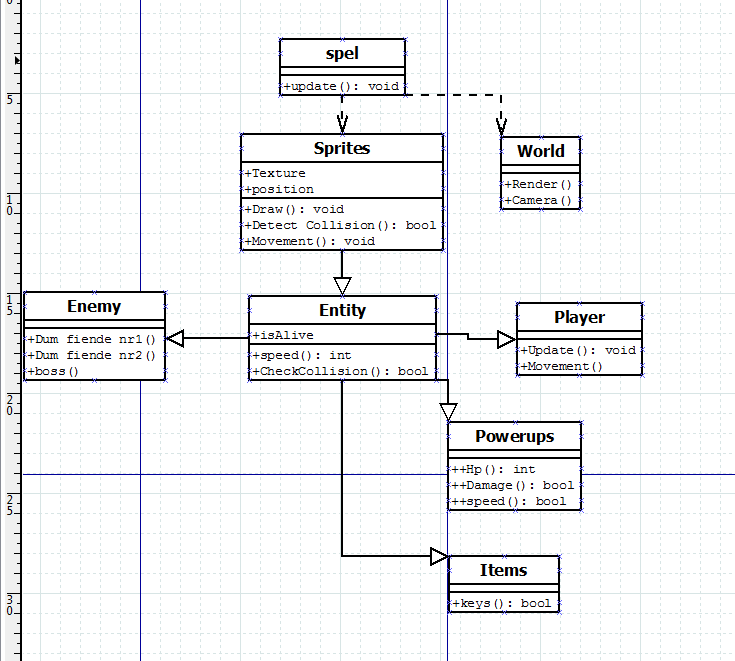 spel
+update(): void
Sprites
+Texture
+position
+Draw(): void
+Detect Collision(): bool
+Movement(): void
World
+Render()
+Camera()
Enemy
+Dum fiende nr1()
+Dum fiende nr2()
+boss()
Entity
+isAlive
+speed(): int
+CheckCollision(): bool
Player
+Update(): void
+Movement()
Powerups
++Hp(): int
++Damage(): bool
++speed(): bool
Items
+keys(): bool
0
5
10
15
20
25
30